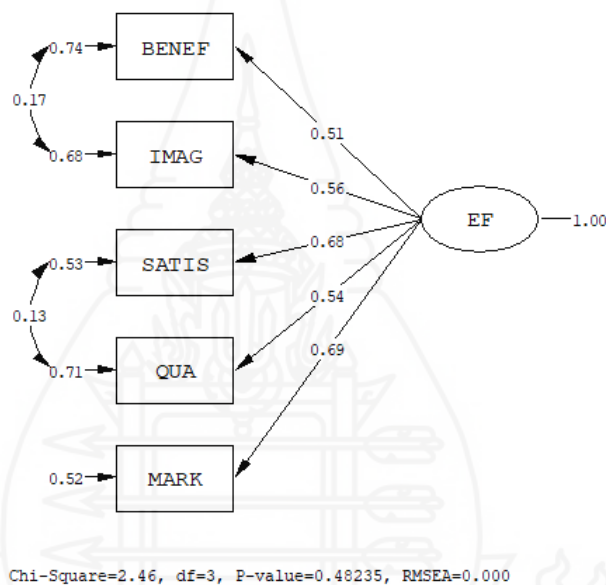 0.74
BENEF
0.17
0.51
0.68
IMAG
0.56
EF
1.00
0.53
SATIS
0.68
0.13
0.54
0.71
QUA
0.69
0.52
MARK
Chi-Square=2.46, df=3, P-value=0.48235, RMSEA=0.000